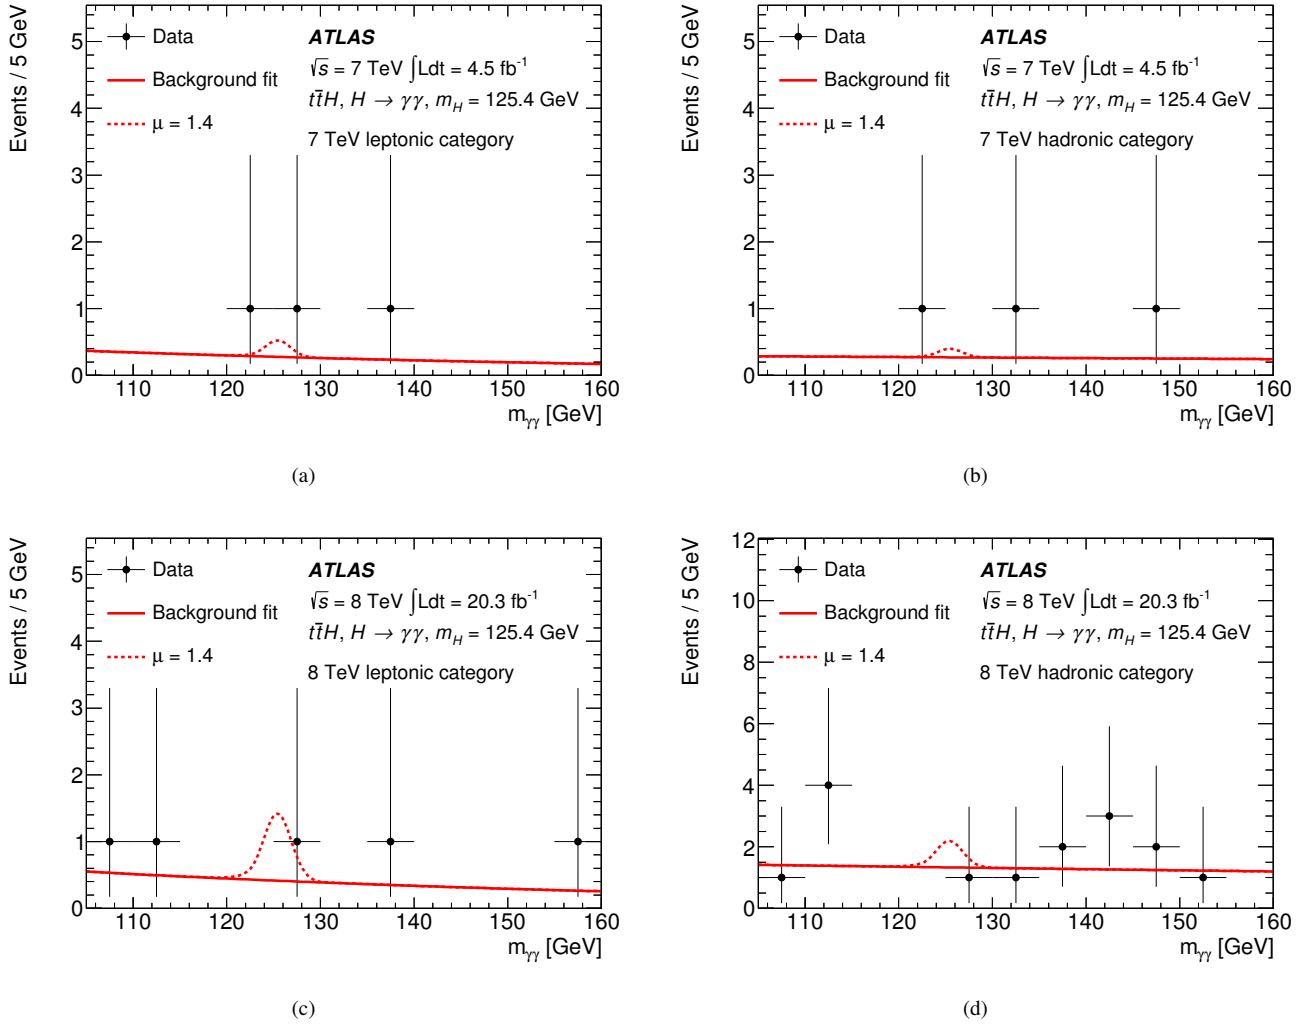 Events / 5 GeV
5
4
3
2
1
0
Data
Background fit
μ = 1.4
ATLAS
√s = 7 TeV ∫Ldt = 4.5 fb⁻¹
tt̄H, H → γγ, m_H = 125.4 GeV
7 TeV leptonic category
110 120 130 140 150 160
m_γγ [GeV]
(a)
Events / 5 GeV
5
4
3
2
1
0
Data
Background fit
μ = 1.4
ATLAS
√s = 7 TeV ∫Ldt = 4.5 fb⁻¹
tt̄H, H → γγ, m_H = 125.4 GeV
7 TeV hadronic category
110 120 130 140 150 160
m_γγ [GeV]
(b)
Events / 5 GeV
5
4
3
2
1
0
Data
Background fit
μ = 1.4
ATLAS
√s = 8 TeV ∫Ldt = 20.3 fb⁻¹
tt̄H, H → γγ, m_H = 125.4 GeV
8 TeV leptonic category
110 120 130 140 150 160
m_γγ [GeV]
(c)
Events / 5 GeV
12
10
8
6
4
2
0
Data
Background fit
μ = 1.4
ATLAS
√s = 8 TeV ∫Ldt = 20.3 fb⁻¹
tt̄H, H → γγ, m_H = 125.4 GeV
8 TeV hadronic category
110 120 130 140 150 160
m_γγ [GeV]
(d)